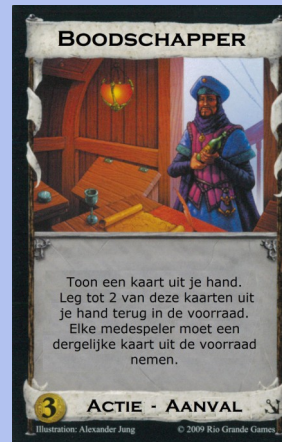 BOODSCHAPPER
Toon een kaart uit je hand.
Leg tot 2 van deze kaarten uit
je hand terug in de voorraad.
Elke medespeler moet een
dergelijke kaart uit de voorraad
nemen.
3 ACTIE - AANVAL
Illustration: Alexander Jung © 2009 Rio Grande Games